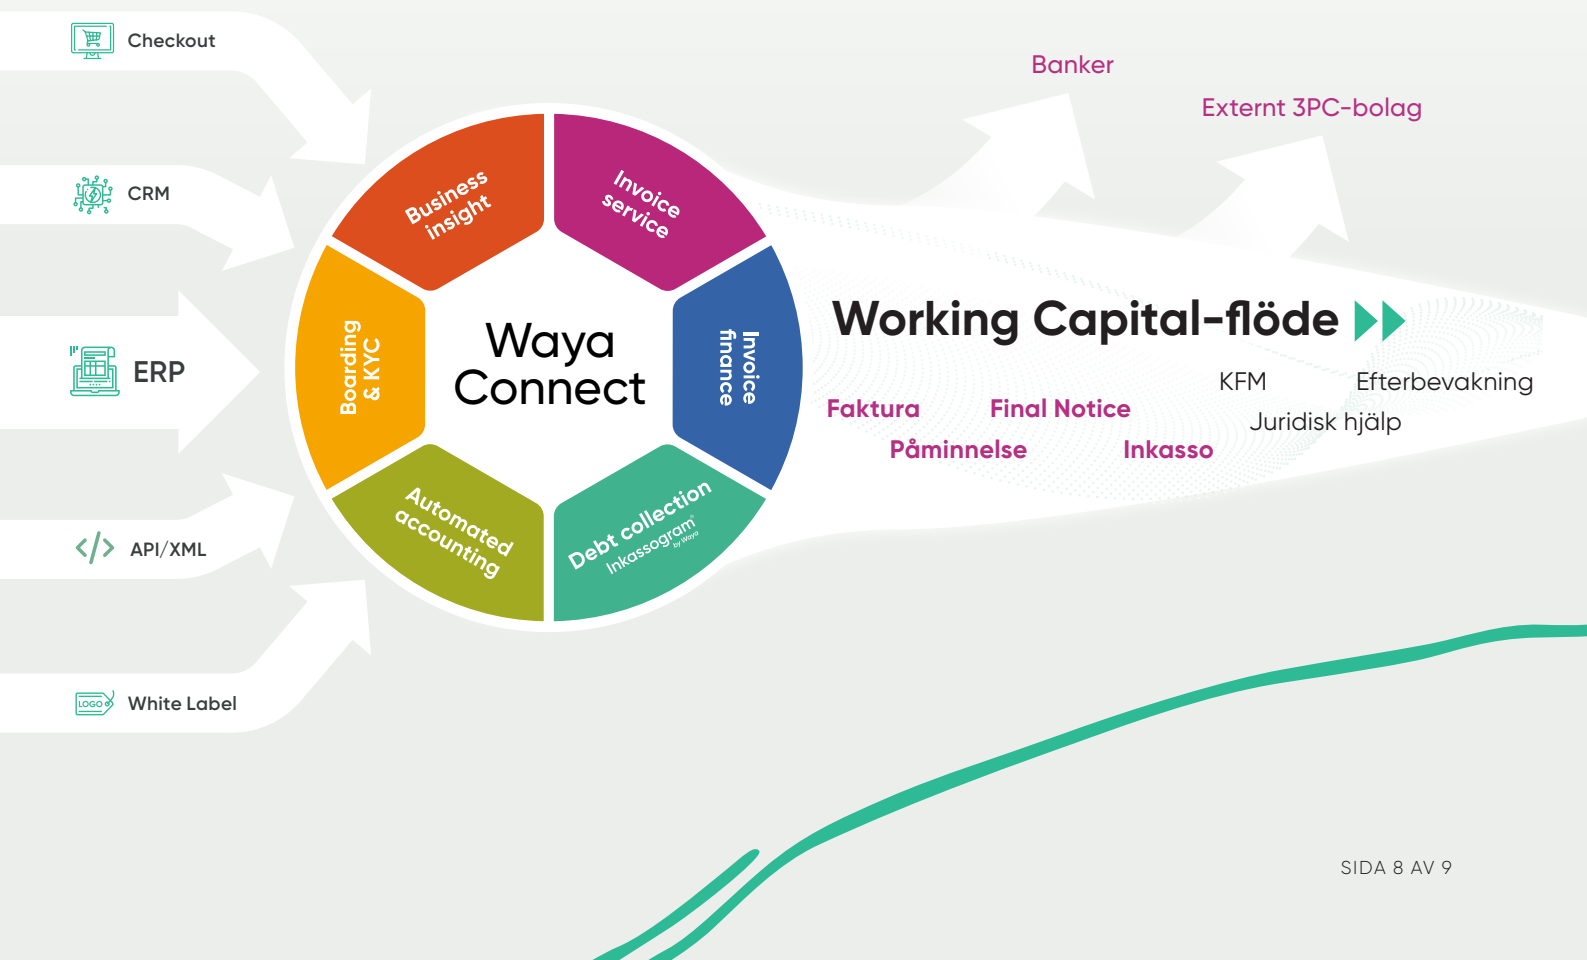 Checkout
CRM
ERP
API/XML
LOGO
White Label
Business
insight
Invoice
service
Boarding
& KYC
Waya
Connect
Invoice
finance
Automated
accounting
Debt collection
Inkassogram®
by Waya
Banker
Externt 3PC-bolag
Working Capital-flöde
KFM
Efterbevakning
Faktura
Final Notice
Juridisk hjälp
Påminnelse
Inkasso
SIDA 8 AV 9